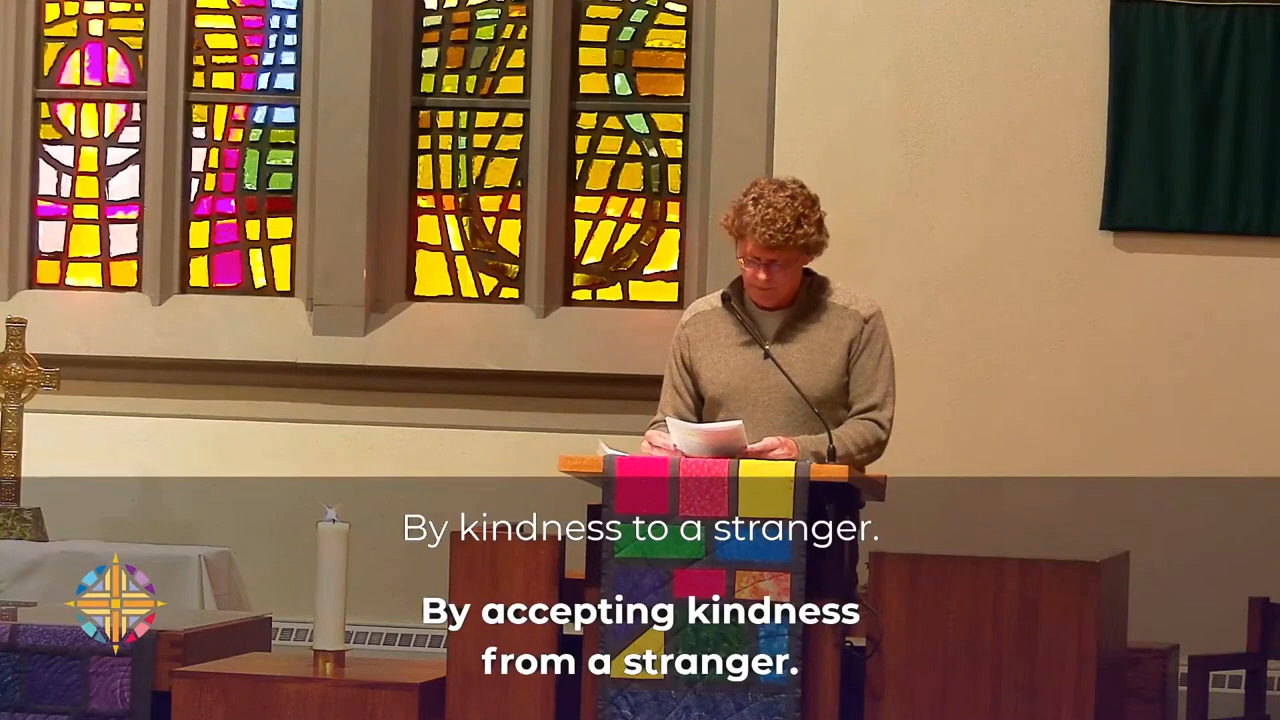 By kindness to a stranger.
By accepting kindness
from a stranger.